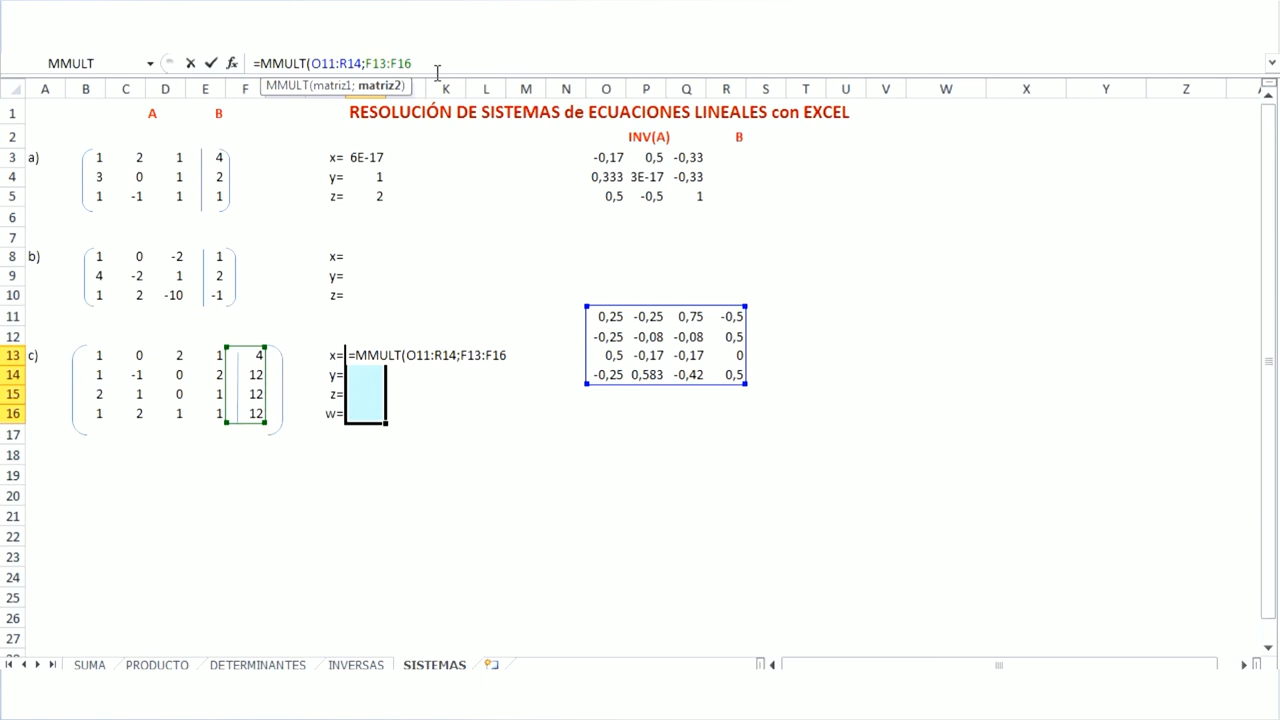 MMULT =MMULT(O11:R14;F13:F16
MMULT(matriz1; matriz2)
A B C D E F K L M N O P Q R S T U V W X Y Z
1 A B RESOLUCIÓN DE SISTEMAS de ECUACIONES LINEALES con EXCEL
2 INV(A) B
3 a) 1 2 1 4 x= 6E-17 -0,17 0,5 -0,33
4 3 0 1 2 y= 1 0,333 3E-17 -0,33
5 1 -1 1 1 z= 2 0,5 -0,5 1
6
7
8 b) 1 0 -2 1 x=
9 4 -2 1 2 y=
10 1 2 -10 -1 z=
11 0,25 -0,25 0,75 -0,5
12 -0,25 -0,08 -0,08 0,5
13 c) 1 0 2 1 4 x= =MMULT(O11:R14;F13:F16 0,5 -0,17 -0,17 0
14 1 -1 0 2 12 y= -0,25 0,583 -0,42 0,5
15 2 1 0 1 12 z=
16 1 2 1 1 12 w=
17
18
19
20
21
22
23
24
25
26
27
SUMA PRODUCTO DETERMINANTES INVERSAS SISTEMAS